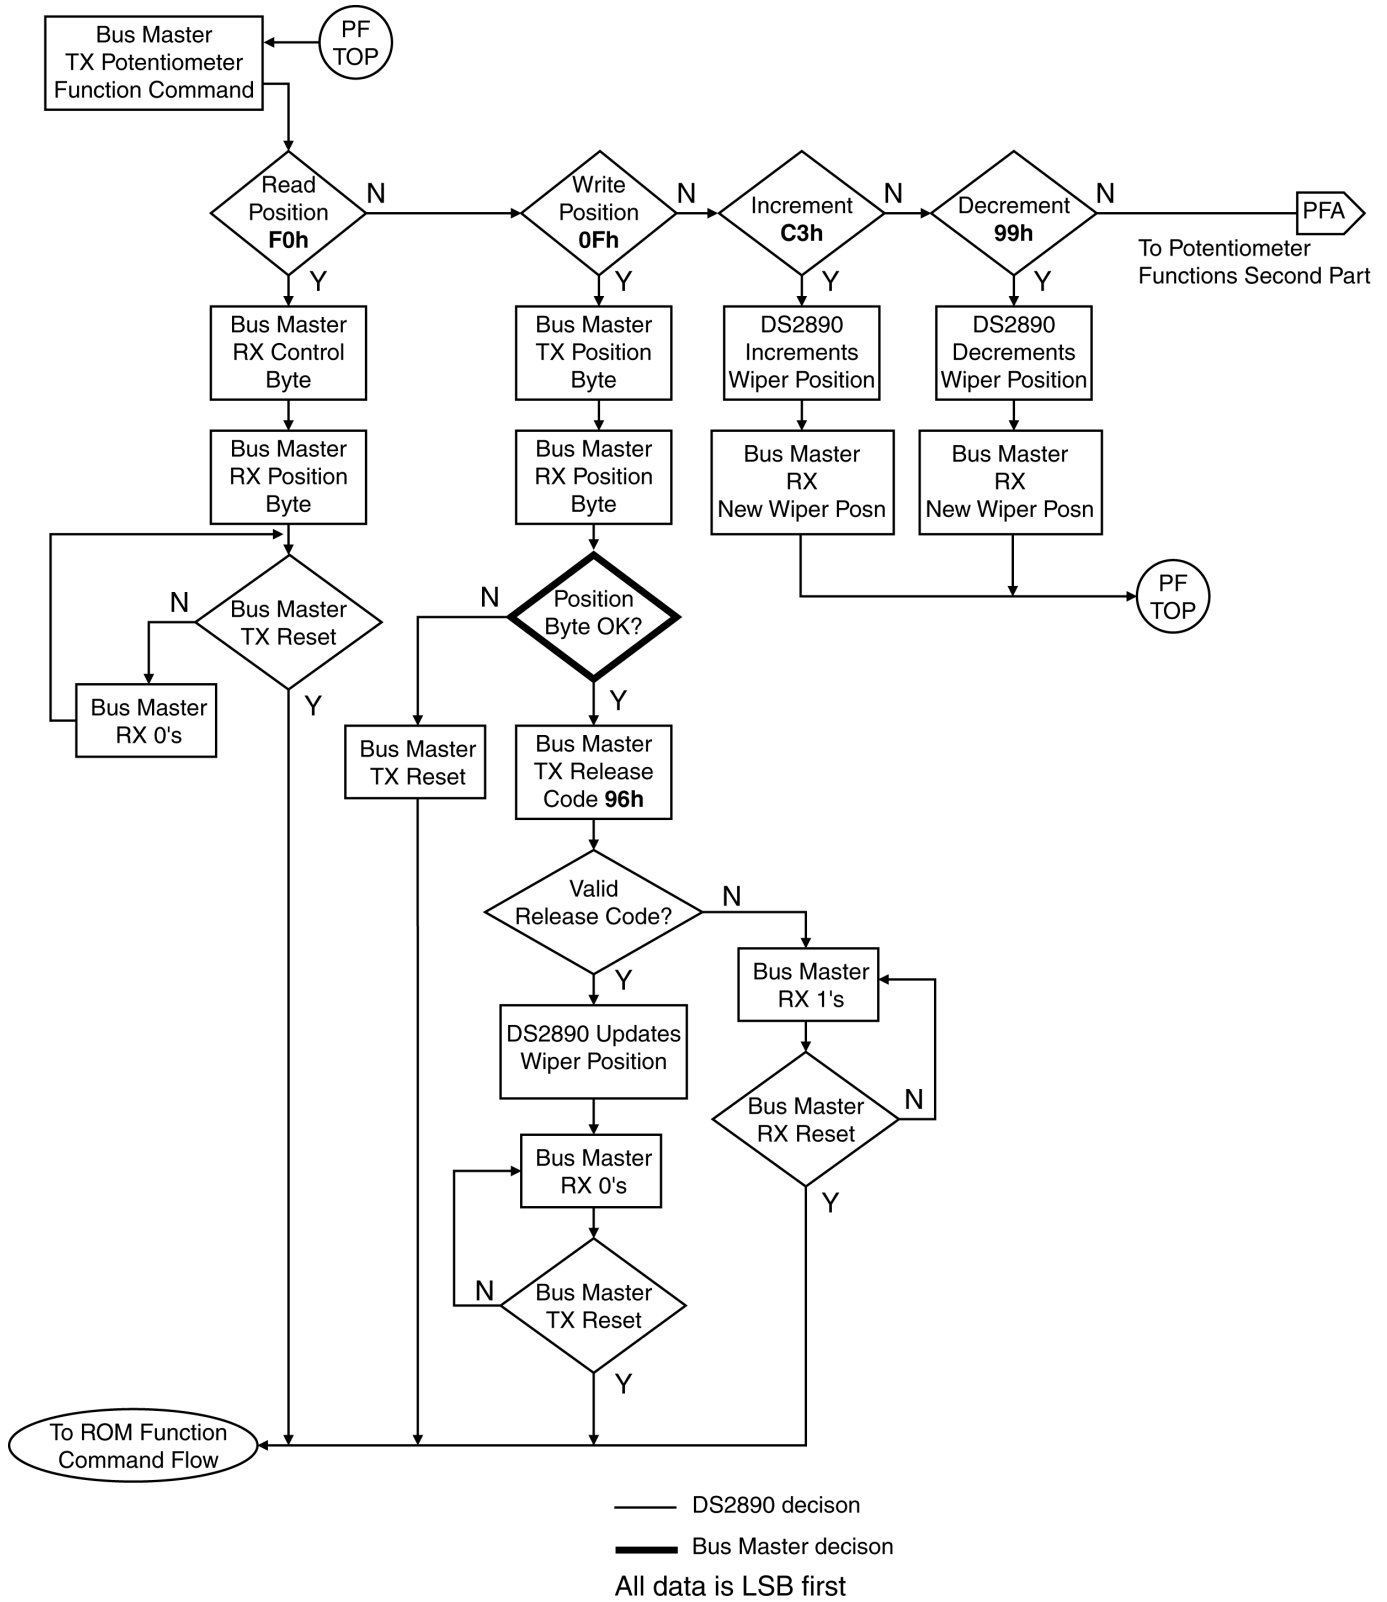 Bus Master
TX Potentiometer
Function Command
PF
TOP
Read
Position
F0h
N
Y
Write
Position
0Fh
N
Y
Increment
C3h
N
Y
Decrement
99h
N
Y
PFA
To Potentiometer
Functions Second Part
Bus Master
RX Control
Byte
Bus Master
TX Position
Byte
DS2890
Increments
Wiper Position
DS2890
Decrements
Wiper Position
Bus Master
RX Position
Byte
Bus Master
RX Position
Byte
Bus Master
RX
New Wiper Posn
Bus Master
RX
New Wiper Posn
PF
TOP
N
Bus Master
TX Reset
Y
Bus Master
RX 0's
N
Position
Byte OK?
Y
Bus Master
TX Reset
Bus Master
TX Release
Code 96h
Valid
Release Code?
N
Y
Bus Master
RX 1's
DS2890 Updates
Wiper Position
Bus Master
RX Reset
N
Y
Bus Master
RX 0's
N
Bus Master
TX Reset
Y
To ROM Function
Command Flow
DS2890 decison
Bus Master decison
All data is LSB first